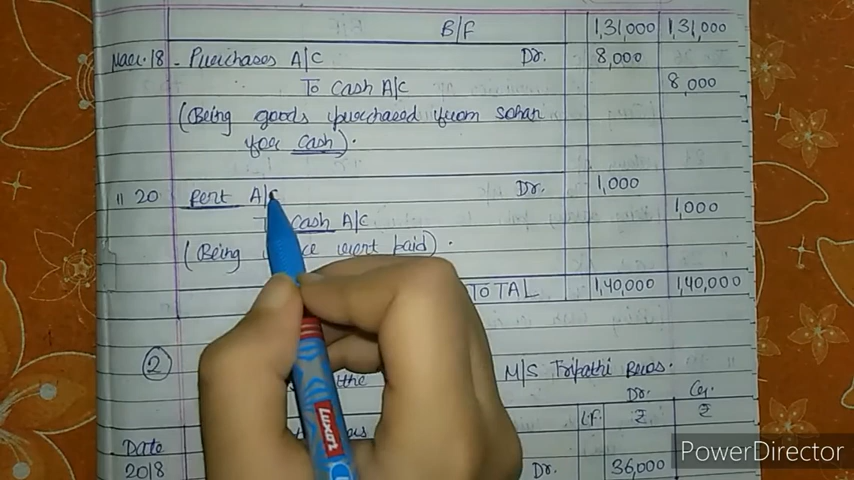 B/F 1,31,000 1,31,000
Mar. 18 - Purchases A/C Dr. 8,000
To Cash A/C 8,000
(Being goods purchased from Sohan
for cash).
" 20 Rent A/C Dr. 1,000
Cash A/C 1,000
(Being rent paid).
TOTAL 1,40,000 1,40,000
2 the M/S Tripathi Bros.
Dr. Cr.
L.F. ₹ ₹
Date
2018 Dr. 36,000
LUXOR
PowerDirector